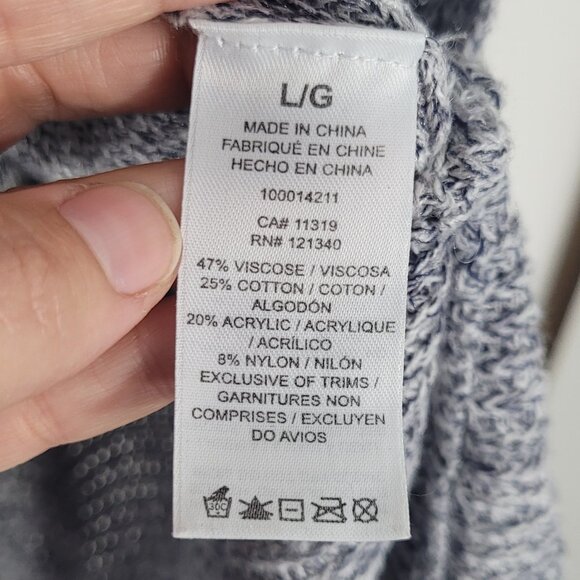 L/G
MADE IN CHINA
FABRIQUÉ EN CHINE
HECHO EN CHINA
100014211
CA# 11319
RN# 121340
47% VISCOSE / VISCOSA
25% COTTON / COTON /
ALGODÓN
20% ACRYLIC / ACRYLIQUE
/ ACRÍLICO
8% NYLON / NILÓN
EXCLUSIVE OF TRIMS /
GARNITURES NON
COMPRISES / EXCLUYEN
DO AVIOS
30C